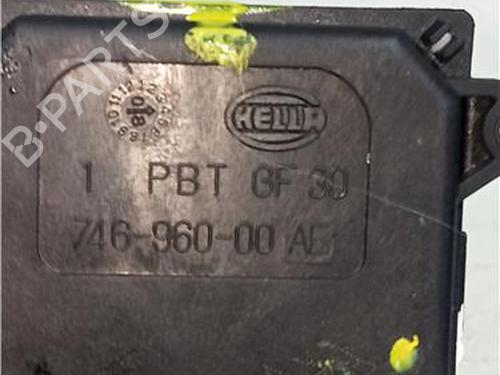 B-PARTS
HELLA
1 PBT GF 30
746-960-00 AE